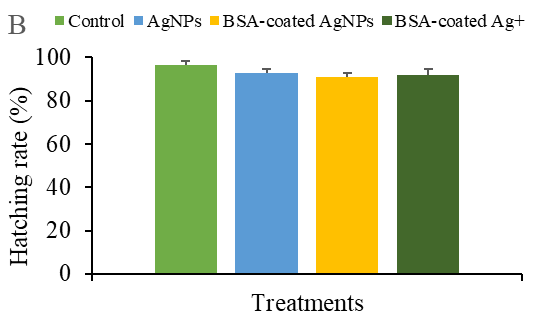 B
Control AgNPs BSA-coated AgNPs BSA-coated Ag+
100
80
60
40
20
0
Hatching rate (%)
Treatments